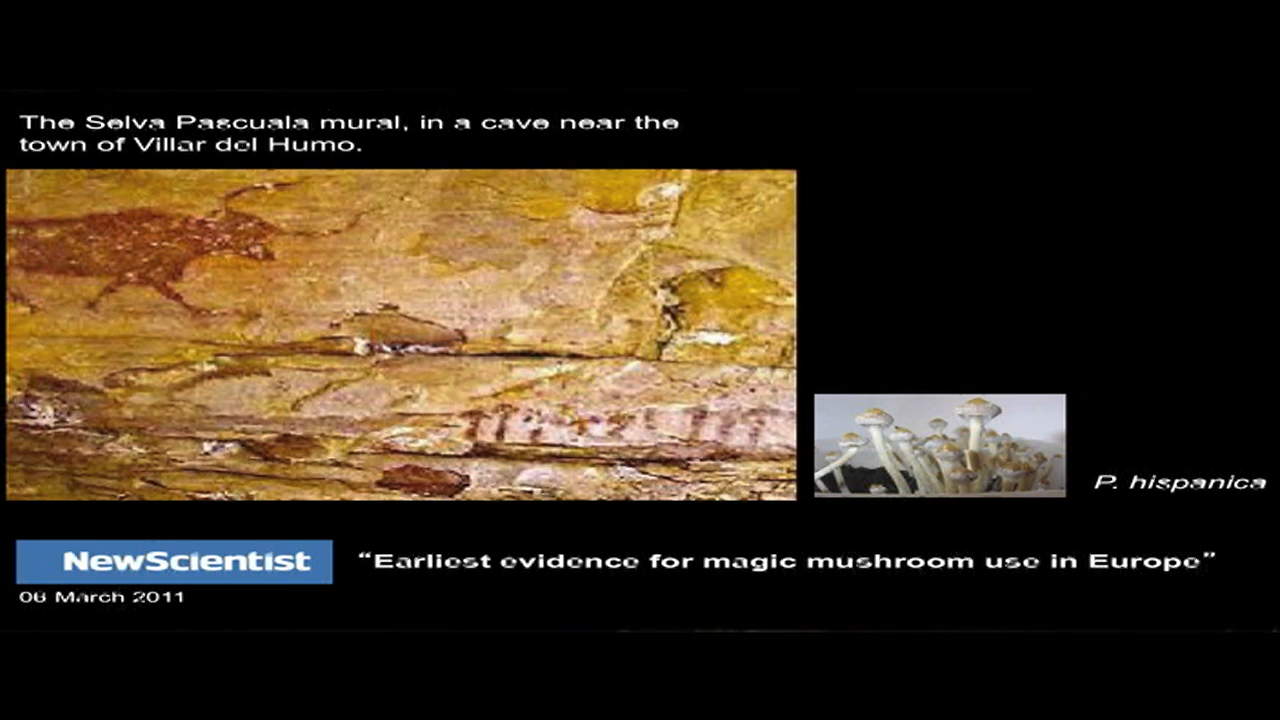 The Selva Pascuala mural, in a cave near the
town of Villar del Humo.
P. hispanica
NewScientist
“Earliest evidence for magic mushroom use in Europe”
06 March 2011